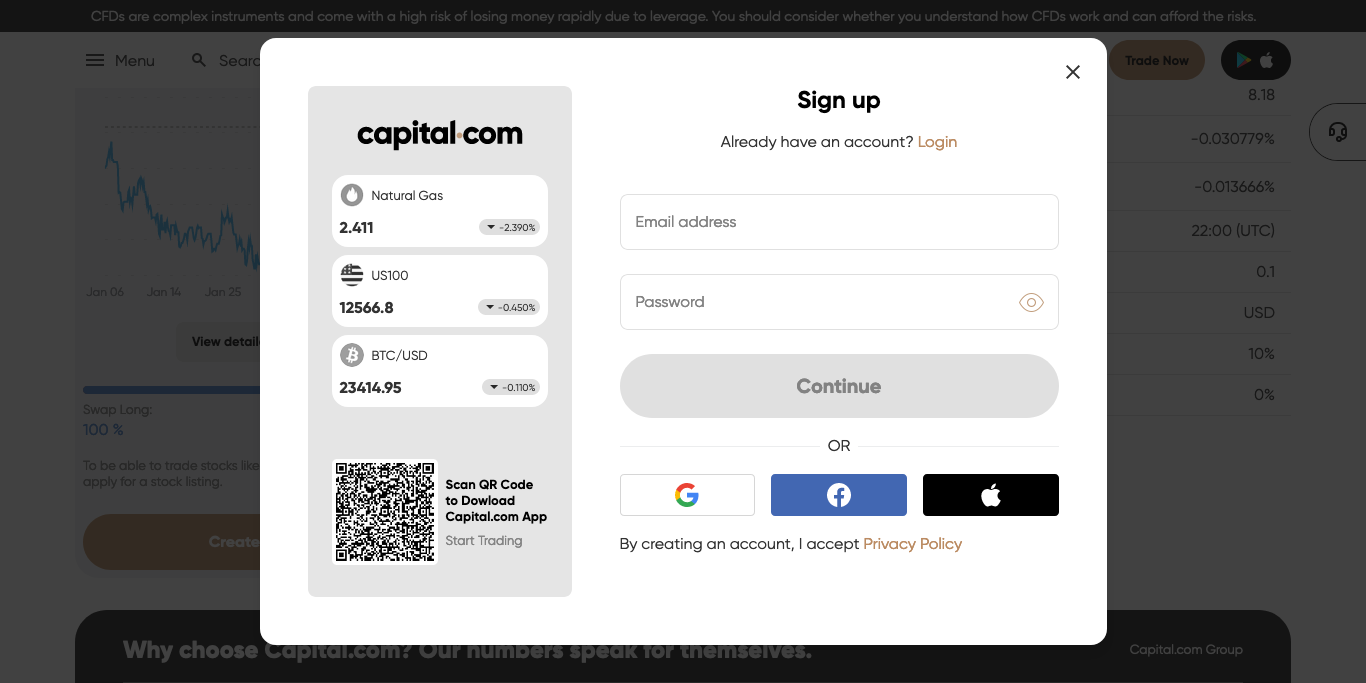 CFDs are complex instruments and come with a high risk of losing money rapidly due to leverage. You should consider whether you understand how CFDs work and can afford the risks.
Menu
Searc
Trade Now
8.18
-0.030779%
-0.013666%
22:00 (UTC)
0.1
USD
10%
0%
Jan 06 Jan 14 Jan 25
View detail
Swap Long:
100 %
To be able to trade stocks like
apply for a stock listing.
Create
capital.com
Natural Gas
2.411 -2.390%
US100
12566.8 -0.450%
BTC/USD
23414.95 -0.110%
Scan QR Code
to Dowload
Capital.com App
Start Trading
Sign up
Already have an account? Login
Email address
Password
Continue
OR
By creating an account, I accept Privacy Policy
Why choose Capital.com? Our numbers speak for themselves.
Capital.com Group